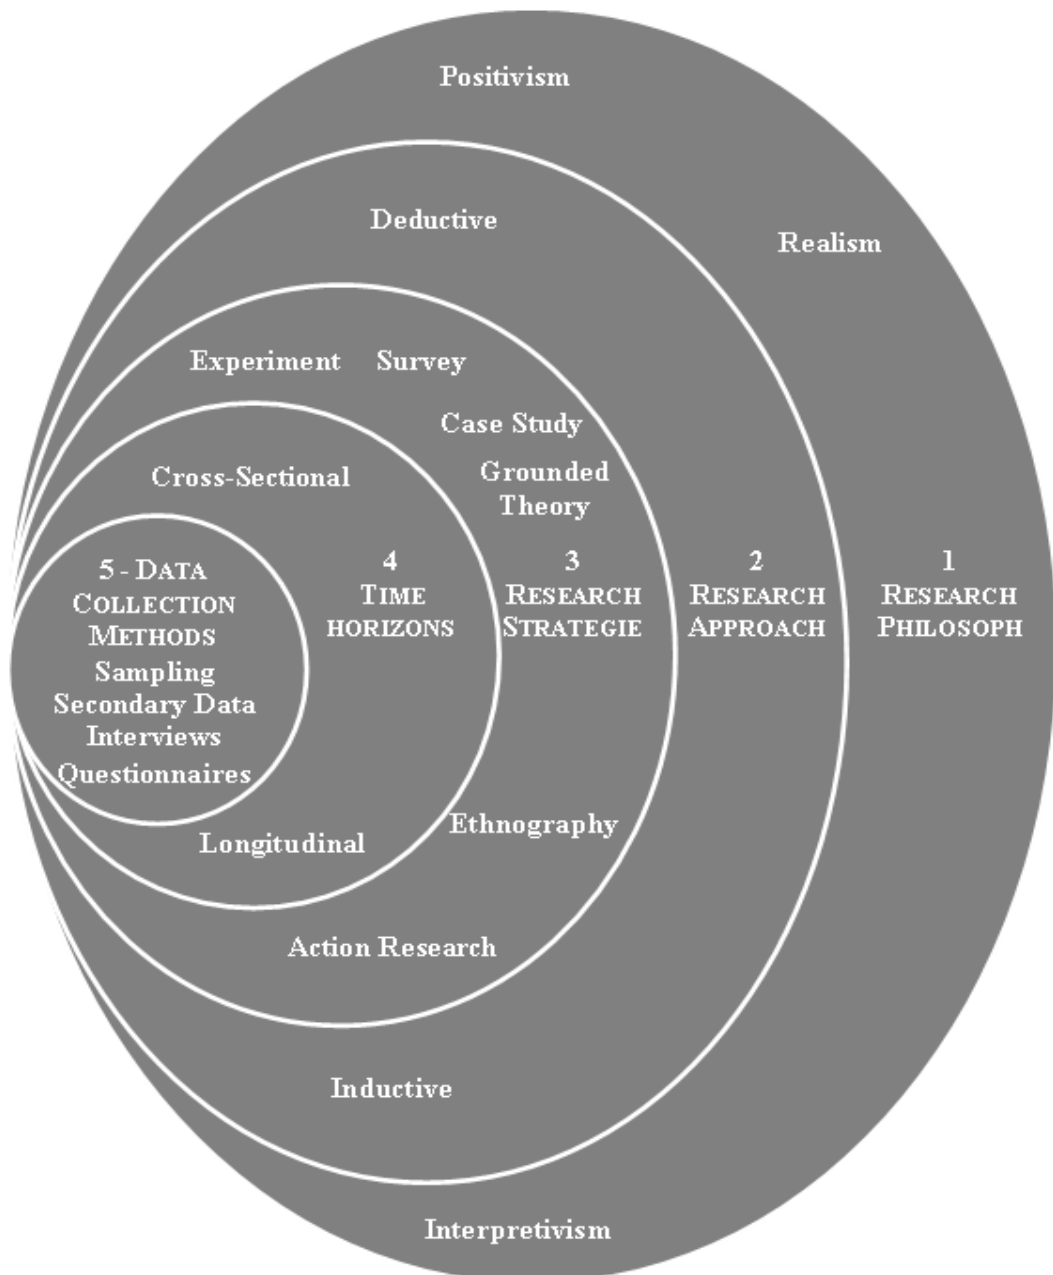 Positivism
Deductive
Realism
Experiment Survey
Case Study
Cross-Sectional
Grounded
Theory
5 - DATA
COLLECTION
METHODS
Sampling
Secondary Data
Interviews
Questionnaires
4
TIME
HORIZONS
3
RESEARCH
STRATEGIE
2
RESEARCH
APPROACH
1
RESEARCH
PHILOSOPH
Ethnography
Longitudinal
Action Research
Inductive
Interpretivism